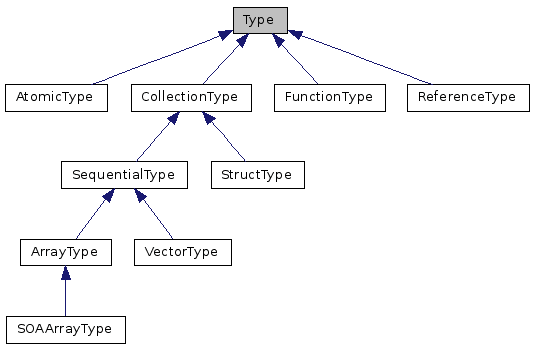 Type
AtomicType CollectionType FunctionType ReferenceType
SequentialType StructType
ArrayType VectorType
SOAArrayType